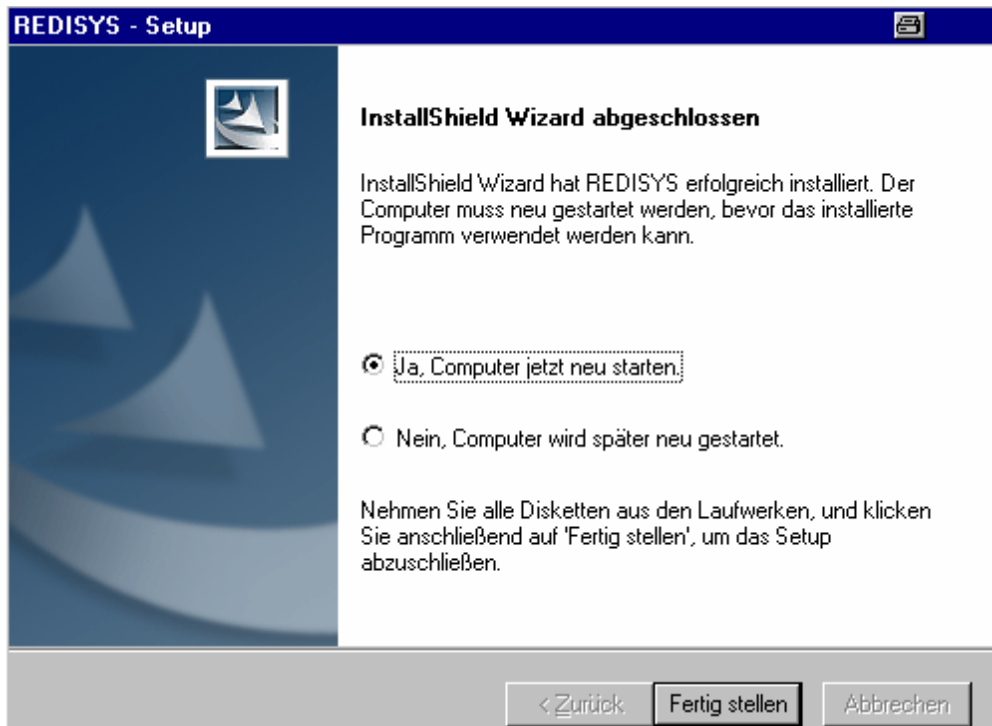 REDISYS - Setup
InstallShield Wizard abgeschlossen
InstallShield Wizard hat REDISYS erfolgreich installiert. Der
Computer muss neu gestartet werden, bevor das installierte
Programm verwendet werden kann.
Ja, Computer jetzt neu starten.
Nein, Computer wird später neu gestartet.
Nehmen Sie alle Disketten aus den Laufwerken, und klicken
Sie anschließend auf 'Fertig stellen', um das Setup
abzuschließen.
< Zurück
Fertig stellen
Abbrechen